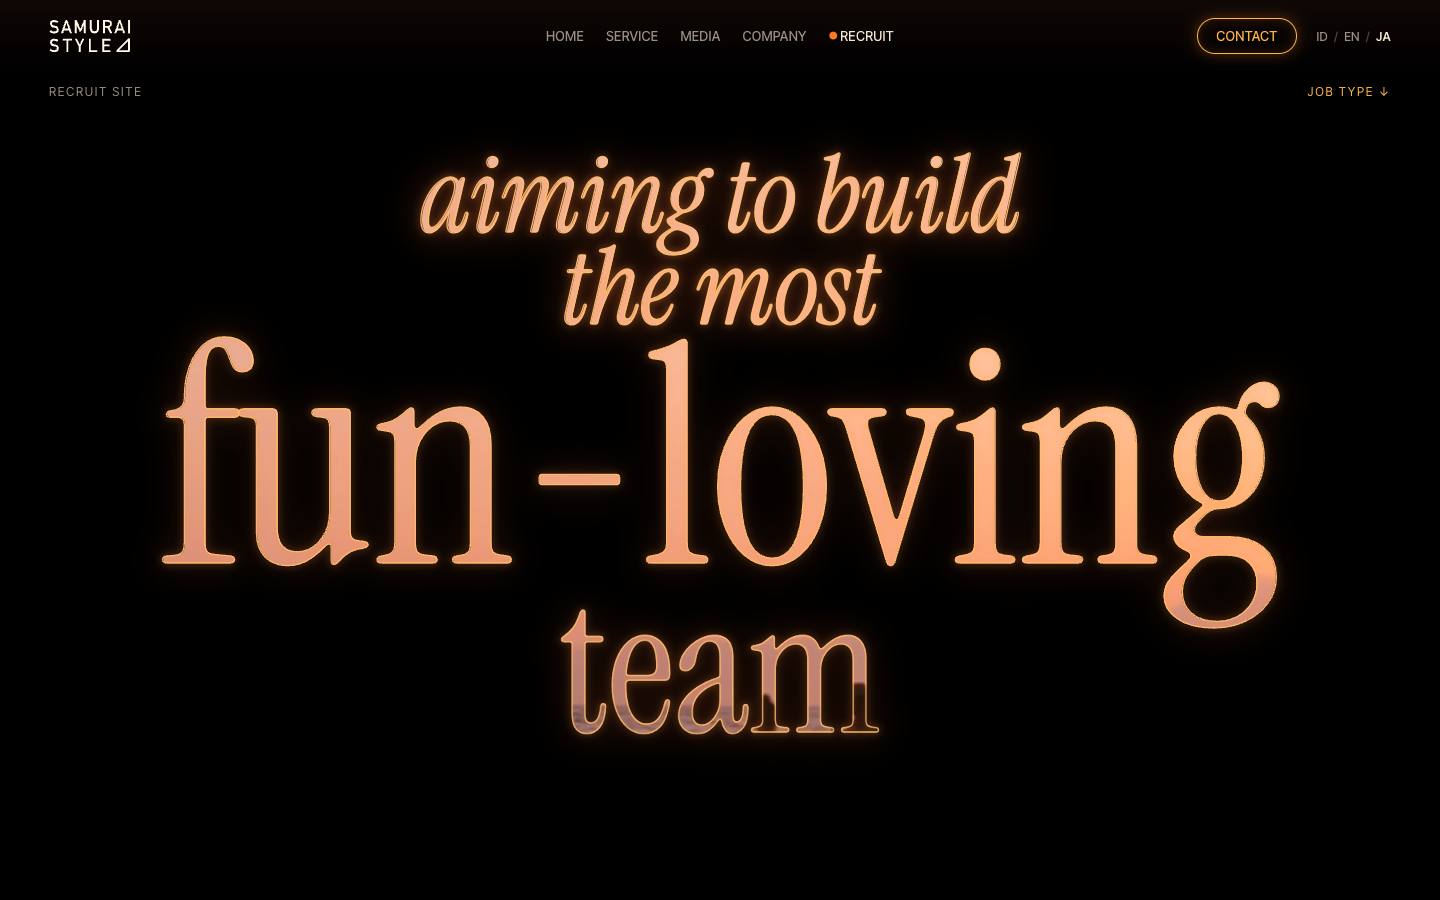 SAMURAI
STYLE
HOME SERVICE MEDIA COMPANY RECRUIT
CONTACT
ID / EN / JA
RECRUIT SITE
JOB TYPE ↓
aiming to build
the most
fun-loving
team